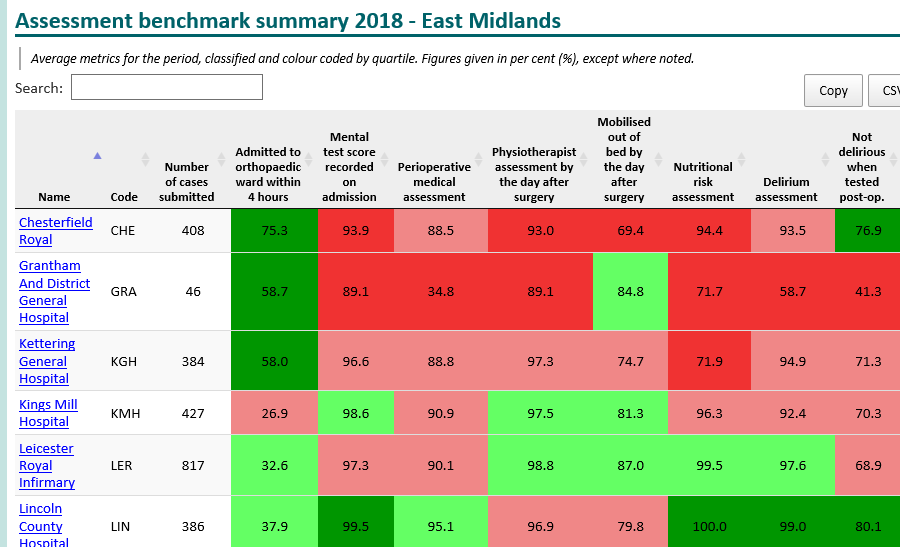 Assessment benchmark summary 2018 - East Midlands
Average metrics for the period, classified and colour coded by quartile. Figures given in per cent (%), except where noted.
Search:
Copy CSV
Name Code Number of cases submitted Admitted to orthopaedic ward within 4 hours Mental test score recorded on admission Perioperative medical assessment Physiotherapist assessment by the day after surgery Mobilised out of bed by the day after surgery Nutritional risk assessment Delirium assessment Not delirious when tested post-op.
Chesterfield Royal CHE 408 75.3 93.9 88.5 93.0 69.4 94.4 93.5 76.9
Grantham And District General Hospital GRA 46 58.7 89.1 34.8 89.1 84.8 71.7 58.7 41.3
Kettering General Hospital KGH 384 58.0 96.6 88.8 97.3 74.7 71.9 94.9 71.3
Kings Mill Hospital KMH 427 26.9 98.6 90.9 97.5 81.3 96.3 92.4 70.3
Leicester Royal Infirmary LER 817 32.6 97.3 90.1 98.8 87.0 99.5 97.6 68.9
Lincoln County Hospital LIN 386 37.9 99.5 95.1 96.9 79.8 100.0 99.0 80.1